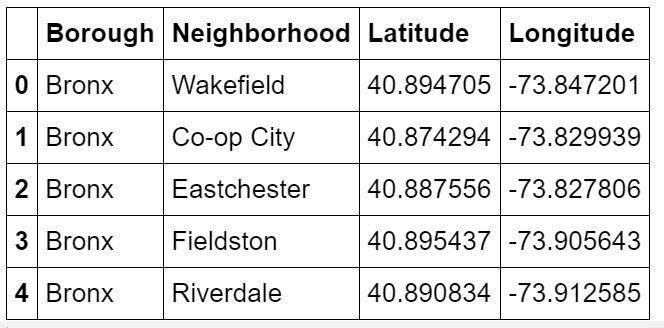 Borough Neighborhood Latitude Longitude
0 Bronx Wakefield 40.894705 -73.847201
1 Bronx Co-op City 40.874294 -73.829939
2 Bronx Eastchester 40.887556 -73.827806
3 Bronx Fieldston 40.895437 -73.905643
4 Bronx Riverdale 40.890834 -73.912585